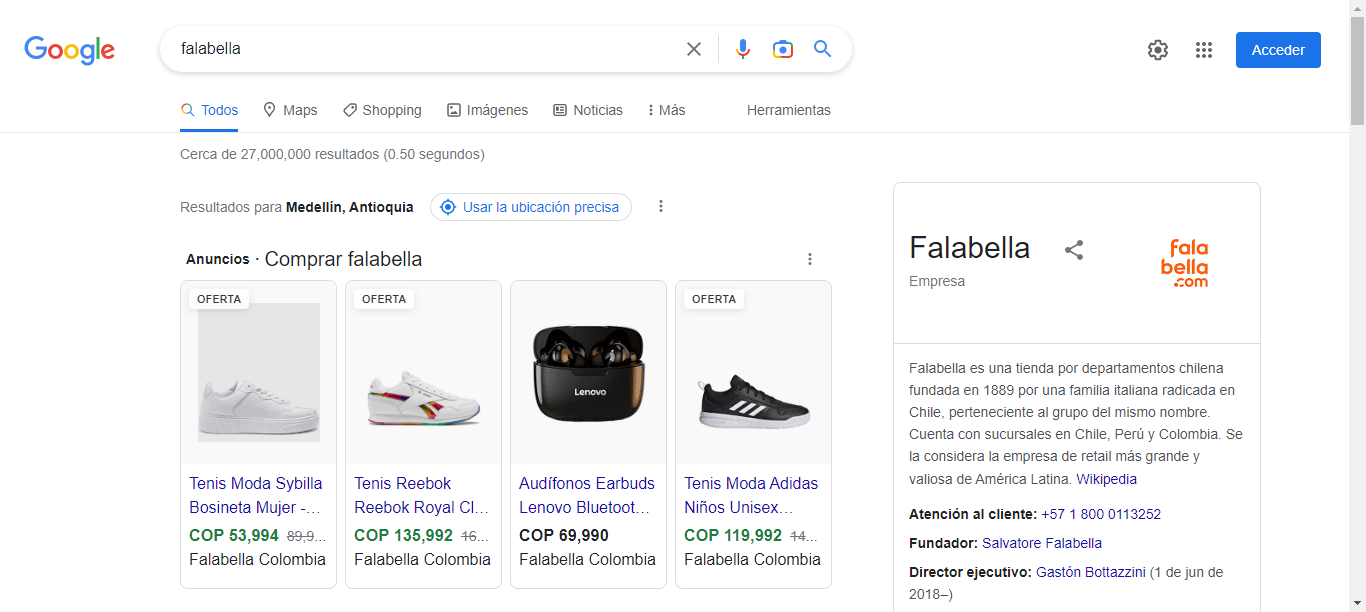 Google
falabella
Acceder
Todos
Maps
Shopping
Imágenes
Noticias
Más
Herramientas
Cerca de 27,000,000 resultados (0.50 segundos)
Resultados para Medellín, Antioquia
Usar la ubicación precisa
Anuncios · Comprar falabella
OFERTA
Tenis Moda Sybilla
Bosineta Mujer -...
COP 53,994 89,9...
Falabella Colombia
OFERTA
Tenis Reebok
Reebok Royal Cl...
COP 135,992 16...
Falabella Colombia
Lenovo
Audífonos Earbuds
Lenovo Bluetoot...
COP 69,990
Falabella Colombia
OFERTA
Tenis Moda Adidas
Niños Unisex...
COP 119,992 14...
Falabella Colombia
Falabella
Empresa
fala
bella
.com
Falabella es una tienda por departamentos chilena
fundada en 1889 por una familia italiana radicada en
Chile, perteneciente al grupo del mismo nombre.
Cuenta con sucursales en Chile, Perú y Colombia. Se
la considera la empresa de retail más grande y
valiosa de América Latina. Wikipedia
Atención al cliente: +57 1 800 0113252
Fundador: Salvatore Falabella
Director ejecutivo: Gastón Bottazzini (1 de jun de
2018–)